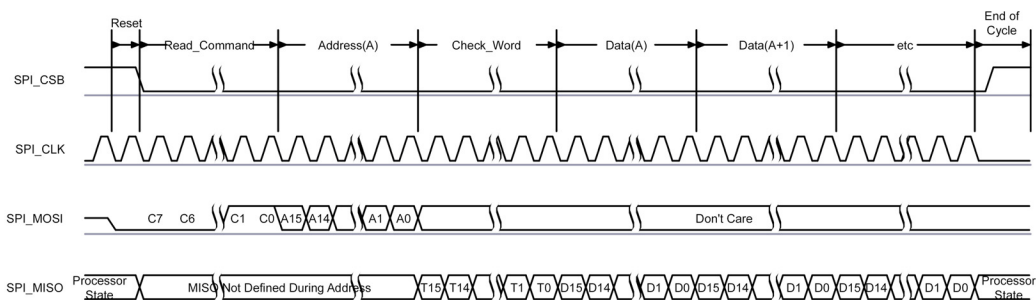 Reset
End of
Cycle
Read_Command Address(A) Check_Word Data(A) Data(A+1) etc
SPI_CSB
SPI_CLK
SPI_MOSI C7 C6 C1 C0 A15 A14 A1 A0 Don't Care
SPI_MISO Processor State MISO Not Defined During Address T15 T14 T1 T0 D15 D14 D1 D0 D15 D14 D1 D0 D15 D14 D1 D0 Processor State